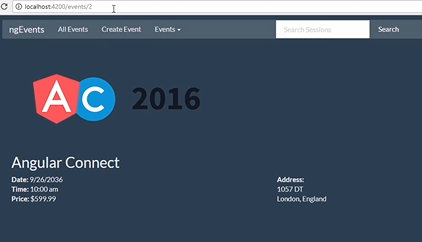 localhost:4200/events/2
ngEvents All Events Create Event Events Search Sessions Search
AC 2016
Angular Connect
Date: 9/26/2036
Time: 10:00 am
Price: $599.99
Address:
1057 DT
London, England